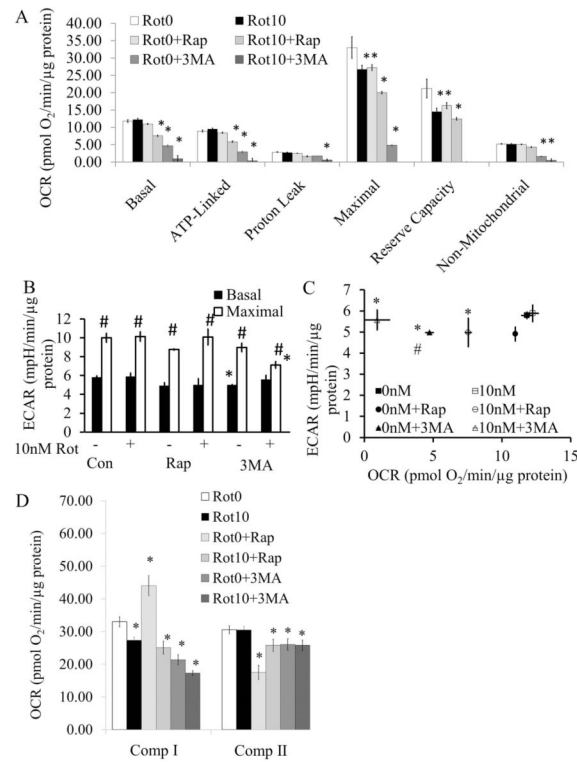 A
Rot0
Rot10
Rot0+Rap
Rot10+Rap
Rot0+3MA
Rot10+3MA
OCR (pmol O₂/min/µg protein)
40.00
35.00
30.00
25.00
20.00
15.00
10.00
5.00
0.00
* * *
* * *
*
** * *
** *
**
Basal
ATP-Linked
Proton Leak
Maximal
Reserve Capacity
Non-Mitochondrial
B
Basal
Maximal
ECAR (mpH/min/µg protein)
12
10
8
6
4
2
0
# # # # # #
* *
10nM Rot
- + - + - +
Con
Rap
3MA
C
ECAR (mpH/min/µg protein)
6
5
4
3
2
1
0
* * *
#
0nM
10nM
0nM+Rap
10nM+Rap
0nM+3MA
10nM+3MA
0 5 10 15
OCR (pmol O₂/min/µg protein)
D
OCR (pmol O₂/min/µg protein)
70.00
60.00
50.00
40.00
30.00
20.00
10.00
0.00
Rot0
Rot10
Rot0+Rap
Rot10+Rap
Rot0+3MA
Rot10+3MA
* * * * *
* * * *
Comp I
Comp II